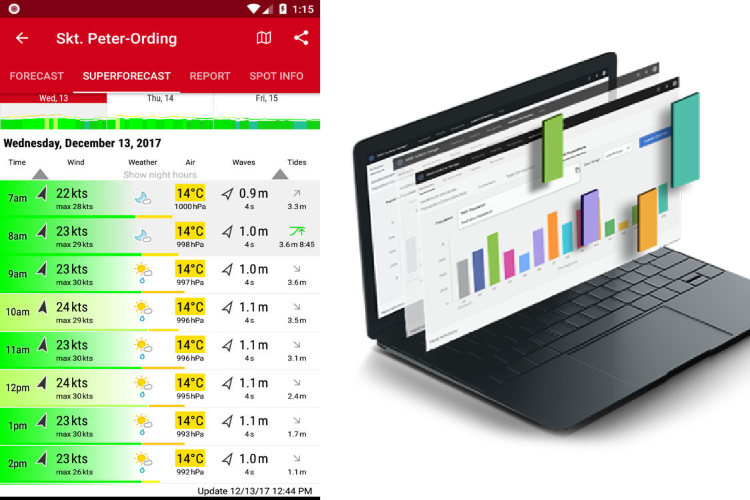 1:15
Skt. Peter-Ording
FORECAST SUPERFORECAST REPORT SPOT INFO
Wed, 13 Thu, 14 Fri, 15
Wednesday, December 13, 2017
Time Wind Weather Air Waves Tides
Show night hours
7am 22 kts 14°C 0.9 m
max 28 kts 1000 hPa 4 s 3.3 m
8am 23 kts 14°C 1.0 m
max 29 kts 998 hPa 4 s 3.6 m 8:45
9am 23 kts 14°C 1.0 m
max 30 kts 997 hPa 4 s 3.6 m
10am 24 kts 14°C 1.1 m
max 29 kts 996 hPa 4 s 3.5 m
11am 23 kts 14°C 1.1 m
max 30 kts 996 hPa 4 s 3.1 m
12pm 24 kts 14°C 1.1 m
max 30 kts 995 hPa 4 s 2.4 m
1pm 23 kts 14°C 1.1 m
max 30 kts 993 hPa 4 s 1.7 m
2pm 23 kts 14°C 1.0 m
max 26 kts 992 hPa 4 s 1.1 m
Update 12/13/17 12:44 PM
Population